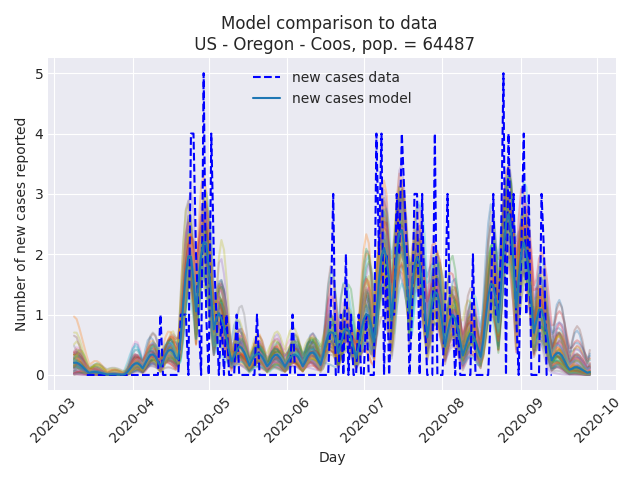 Model comparison to data
US - Oregon - Coos, pop. = 64487
new cases data
new cases model
Number of new cases reported
5
4
3
2
1
0
2020-03
2020-04
2020-05
2020-06
2020-07
2020-08
2020-09
2020-10
Day